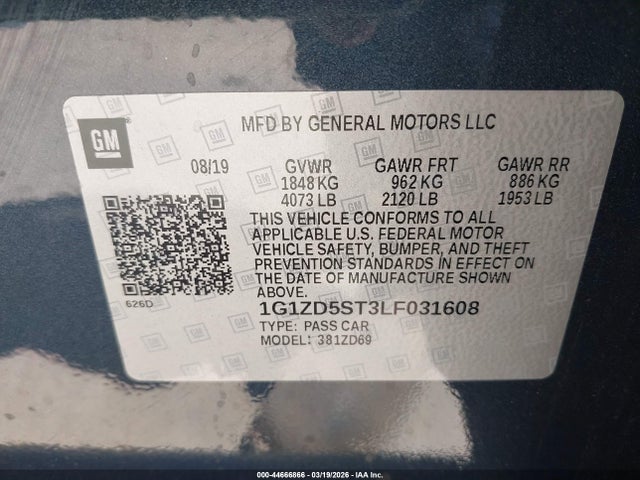 GM
MFD BY GENERAL MOTORS LLC
08/19 GVWR GAWR FRT GAWR RR
1848 KG 962 KG 886 KG
4073 LB 2120 LB 1953 LB
THIS VEHICLE CONFORMS TO ALL
APPLICABLE U.S. FEDERAL MOTOR
VEHICLE SAFETY, BUMPER, AND THEFT
PREVENTION STANDARDS IN EFFECT ON
THE DATE OF MANUFACTURE SHOWN
ABOVE.
626D
1G1ZD5ST3LF031608
TYPE: PASS CAR
MODEL: 381ZD69
000-44666866 - 03/19/2026 - IAA Inc.